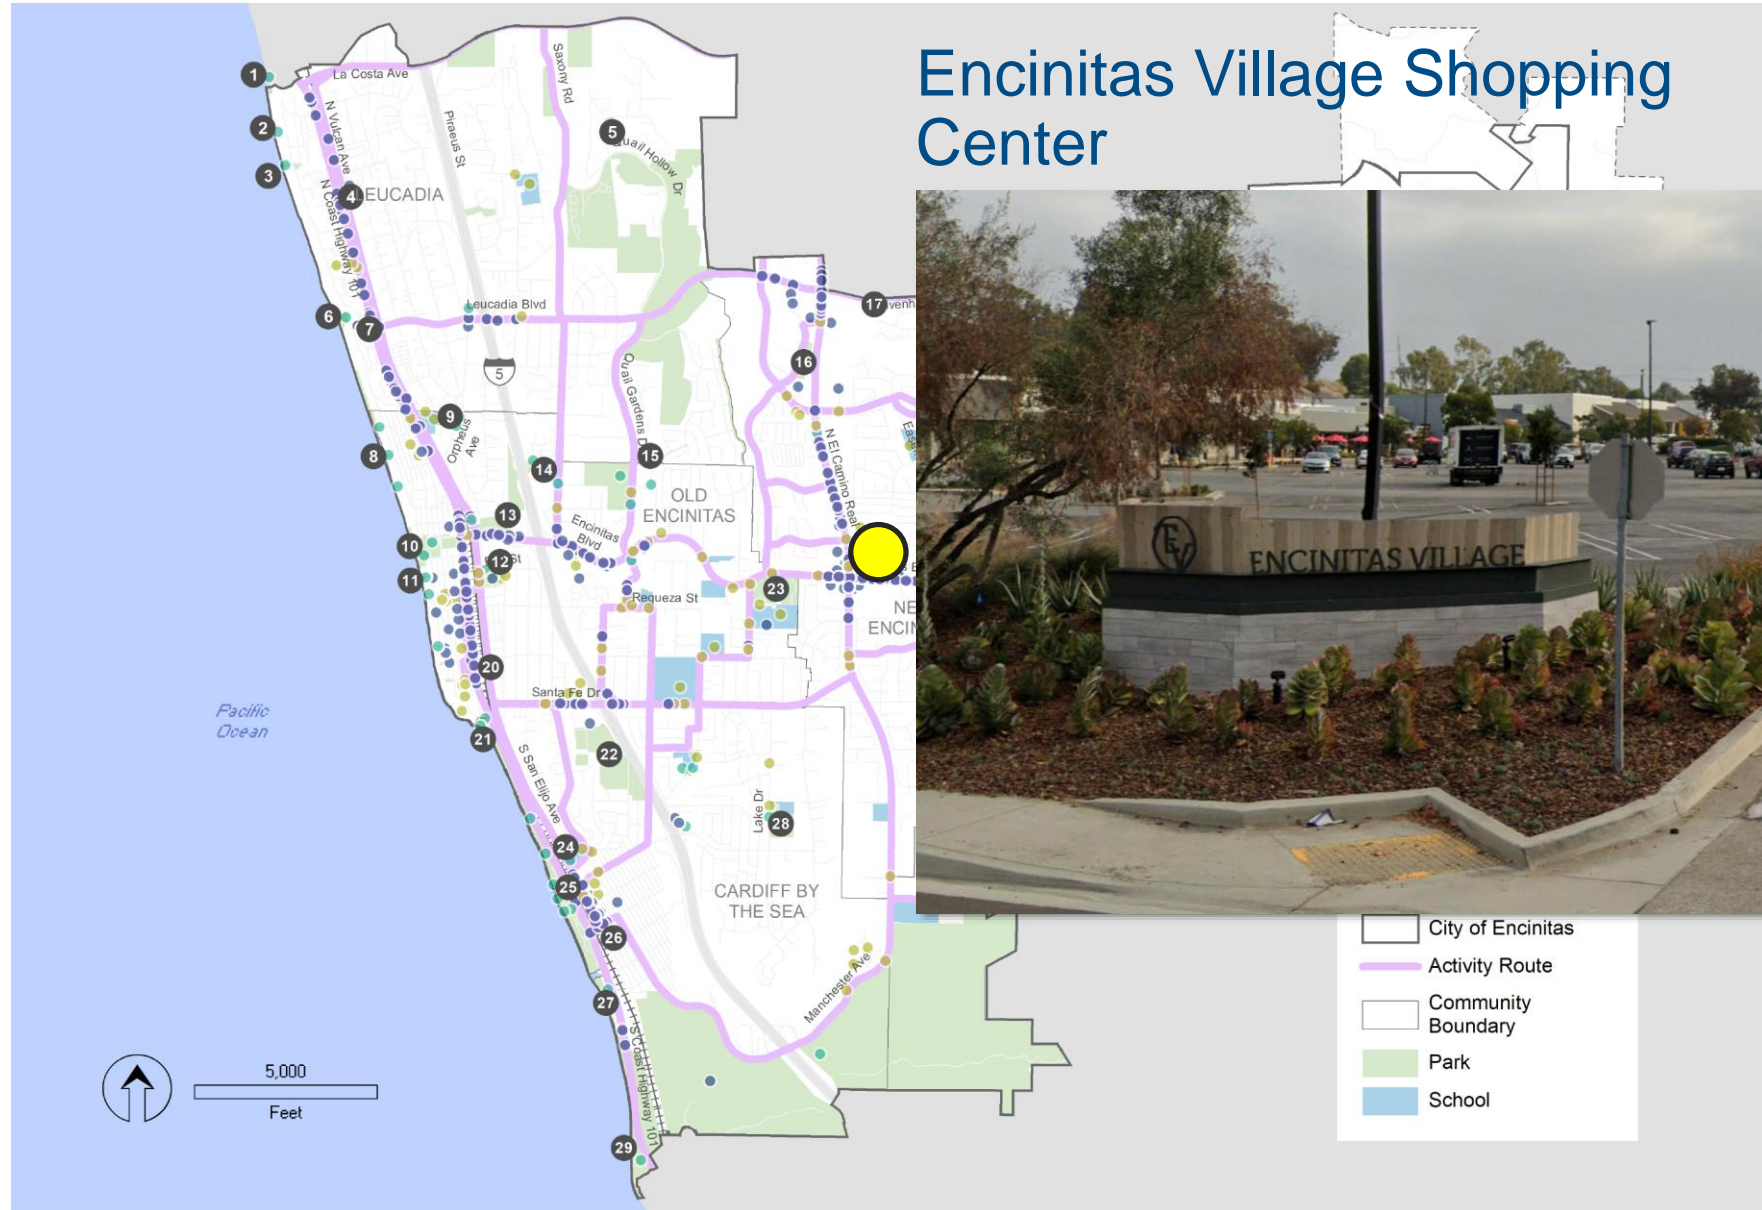 Encinitas Village Shopping
Center
1
La Costa Ave
Saxony Rd
2
N Vulcan Ave
Piraeus St
5
Quail Hollow Dr
3
4
LEUCADIA
N Coast Highway 101
6
7
Leucadia Blvd
17
5
16
Quail Gardens D
9
Orpheus
Ave
8
14
15
N El Camino Real
OLD
ENCINITAS
13
Encinitas
Blvd
10
12
St
11
23
Requeza St
NE
ENCIN
20
Santa Fe Dr
Pacific
Ocean
21
22
S San Elijo Ave
Lake Dr
28
24
25
CARDIFF BY
THE SEA
26
Manchester Ave
27
S Coast Highway 101
29
5,000
Feet
EV
ENCINITAS VILLAGE
City of Encinitas
Activity Route
Community
Boundary
Park
School